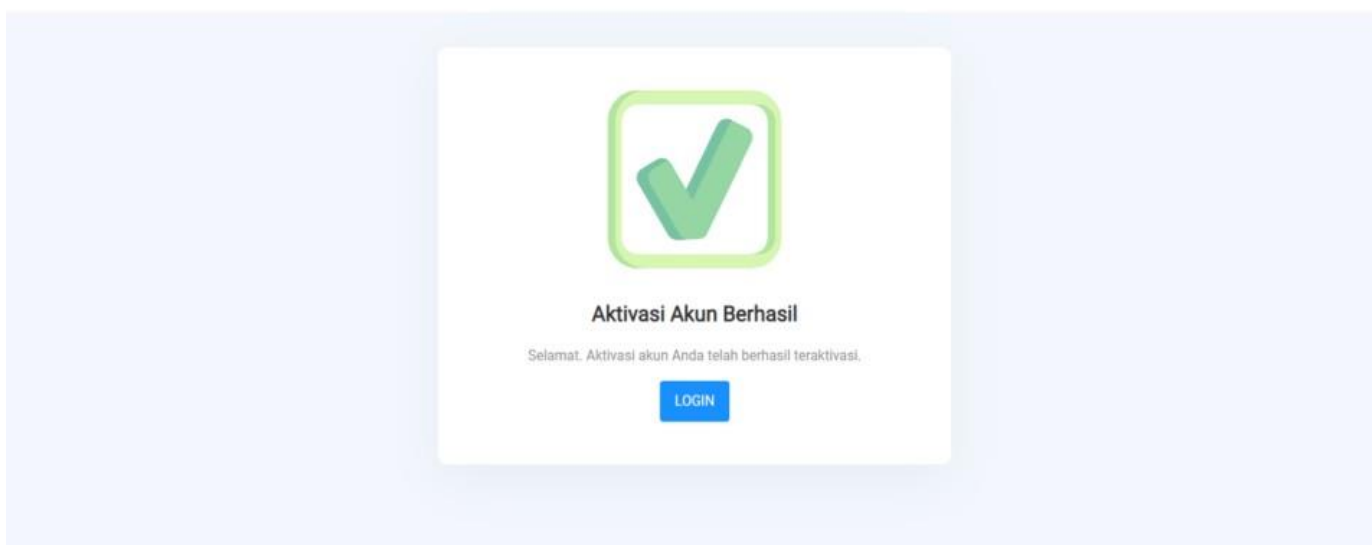 Aktivasi Akun Berhasil
Selamat. Aktivasi akun Anda telah berhasil teraktivasi.
LOGIN